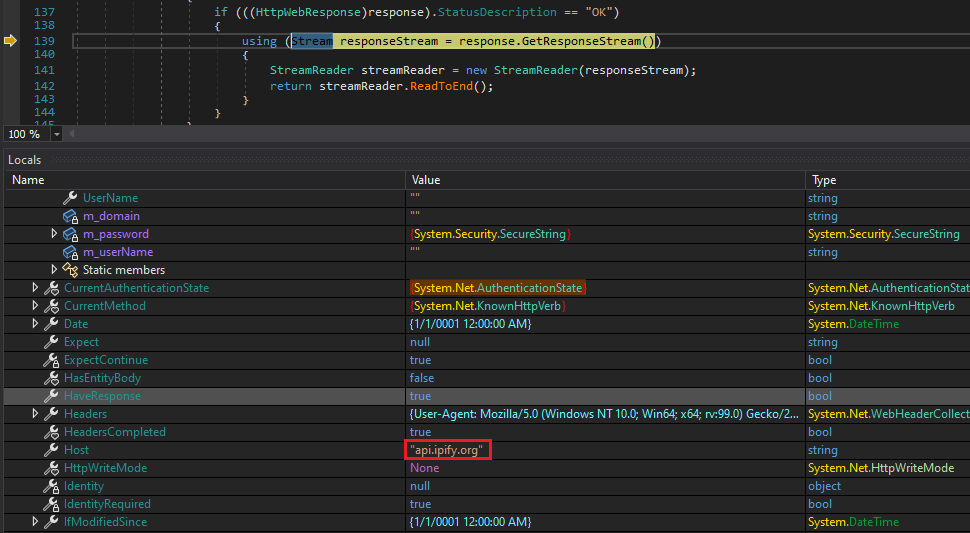 137 if (((HttpWebResponse)response).StatusDescription == "OK")
138 {
139 using (Stream responseStream = response.GetResponseStream())
140 {
141 StreamReader streamReader = new StreamReader(responseStream);
142 return streamReader.ReadToEnd();
143 }
144 }
145 }
100 %
Locals
Name Value Type
UserName "" string
m_domain "" string
m_password {System.Security.SecureString} System.Security.SecureString
m_userName "" string
Static members
CurrentAuthenticationState System.Net.AuthenticationState System.Net.AuthenticationStat
CurrentMethod {System.Net.KnownHttpVerb} System.Net.KnownHttpVerb
Date {1/1/0001 12:00:00 AM} System.DateTime
Expect null string
ExpectContinue true bool
HasEntityBody false bool
HaveResponse true bool
Headers {User-Agent: Mozilla/5.0 (Windows NT 10.0; Win64; x64; rv:99.0) Gecko/2... System.Net.WebHeaderCollect
HeadersCompleted true bool
Host "api.ipify.org" string
HttpWriteMode None System.Net.HttpWriteMode
Identity null object
IdentityRequired true bool
IfModifiedSince {1/1/0001 12:00:00 AM} System.DateTime